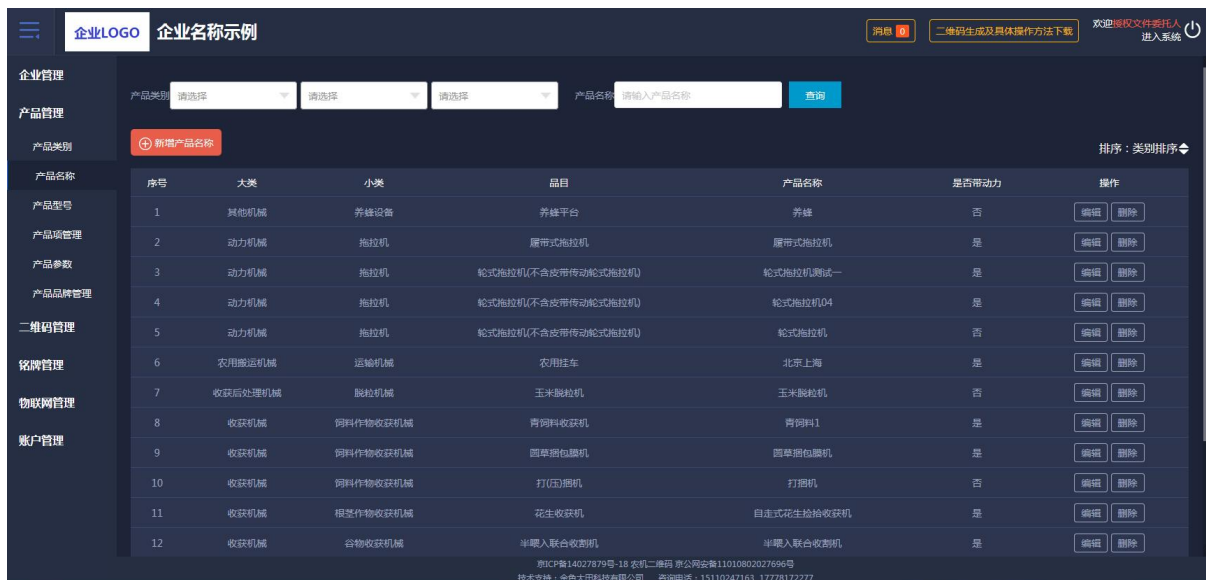 企业LOGO 企业名称示例 消息 0 二维码生成及具体操作方法下载 欢迎授权文件委托人
进入系统
企业管理
产品管理
产品类别
产品名称
产品型号
产品项管理
产品参数
产品品牌管理
二维码管理
铭牌管理
物联网管理
账户管理
产品类别 请选择 请选择 请选择 产品名称 请输入产品名称 查询
新增产品名称
排序：类别排序
序号 大类 小类 品目 产品名称 是否带动力 操作
1 其他机械 养蜂设备 养蜂平台 养蜂 否 编辑 删除
2 动力机械 拖拉机 履带式拖拉机 履带式拖拉机 是 编辑 删除
3 动力机械 拖拉机 轮式拖拉机(不含皮带传动轮式拖拉机) 轮式拖拉机测试一 是 编辑 删除
4 动力机械 拖拉机 轮式拖拉机(不含皮带传动轮式拖拉机) 轮式拖拉机04 是 编辑 删除
5 动力机械 拖拉机 轮式拖拉机(不含皮带传动轮式拖拉机) 轮式拖拉机 否 编辑 删除
6 农用搬运机械 运输机械 农用挂车 北京上海 是 编辑 删除
7 收获后处理机械 脱粒机械 玉米脱粒机 玉米脱粒机 否 编辑 删除
8 收获机械 饲料作物收获机械 青饲料收获机 青饲料1 是 编辑 删除
9 收获机械 饲料作物收获机械 圆草捆包膜机 圆草捆包膜机 是 编辑 删除
10 收获机械 饲料作物收获机械 打(压)捆机 打捆机 否 编辑 删除
11 收获机械 根茎作物收获机械 花生收获机 自走式花生捡拾收获机 是 编辑 删除
12 收获机械 谷物收获机械 半喂入联合收割机 半喂入联合收割机 是 编辑 删除
京ICP备14027879号-18 农机二维码 京公网安备11010802027696号
技术支持：金色大田科技有限公司 咨询电话：15110247163 17778172277